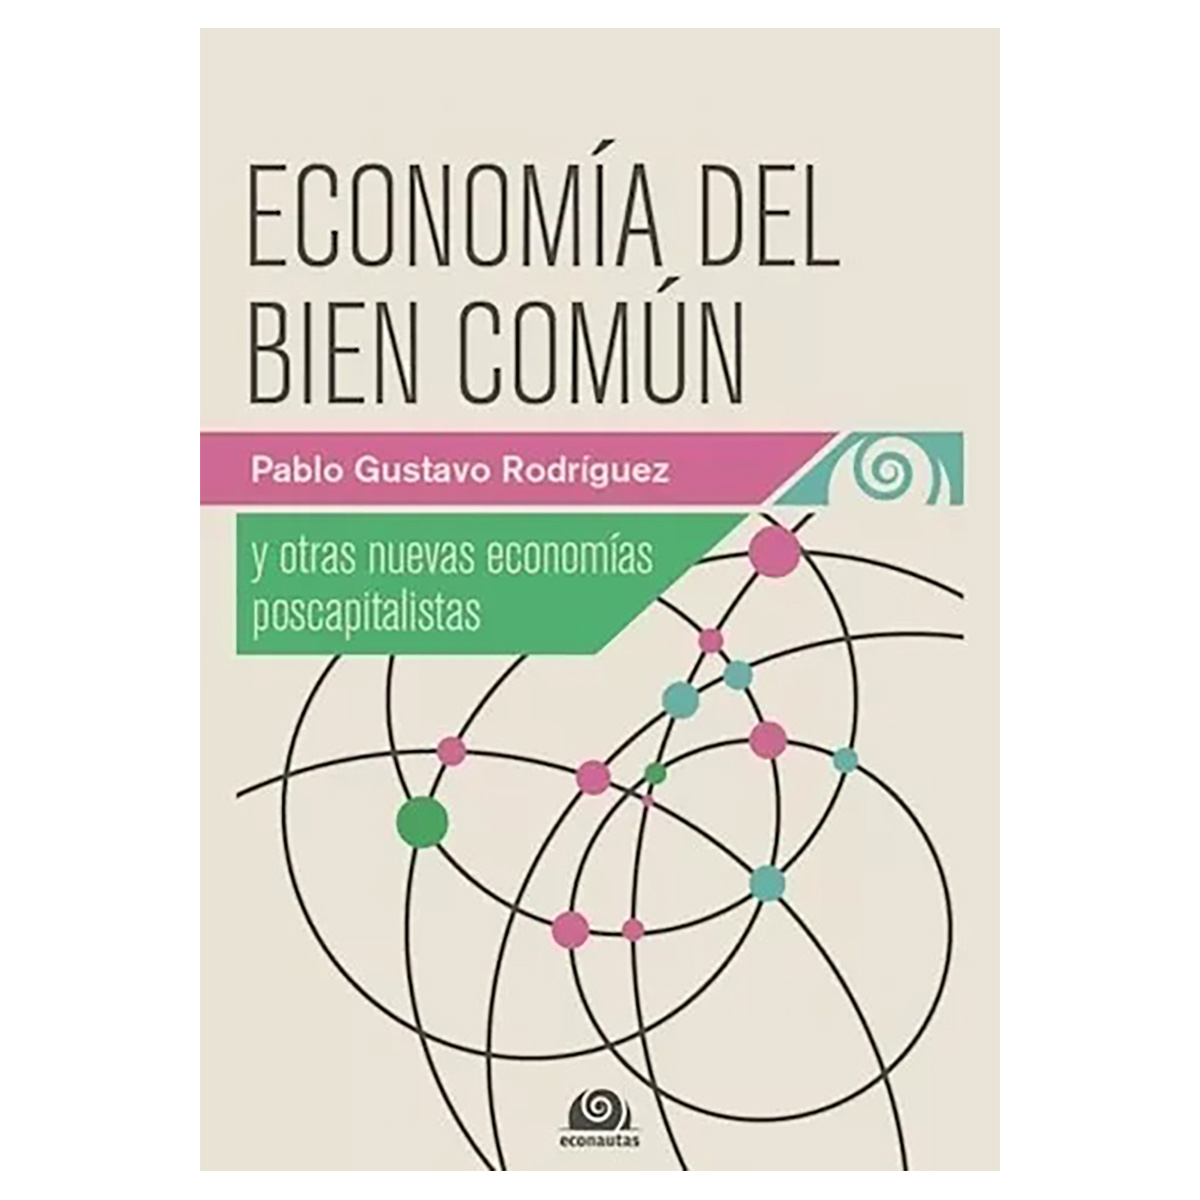 ECONOMÍA DEL
BIEN COMÚN
Pablo Gustavo Rodríguez
y otras nuevas economías
poscapitalistas
econautas